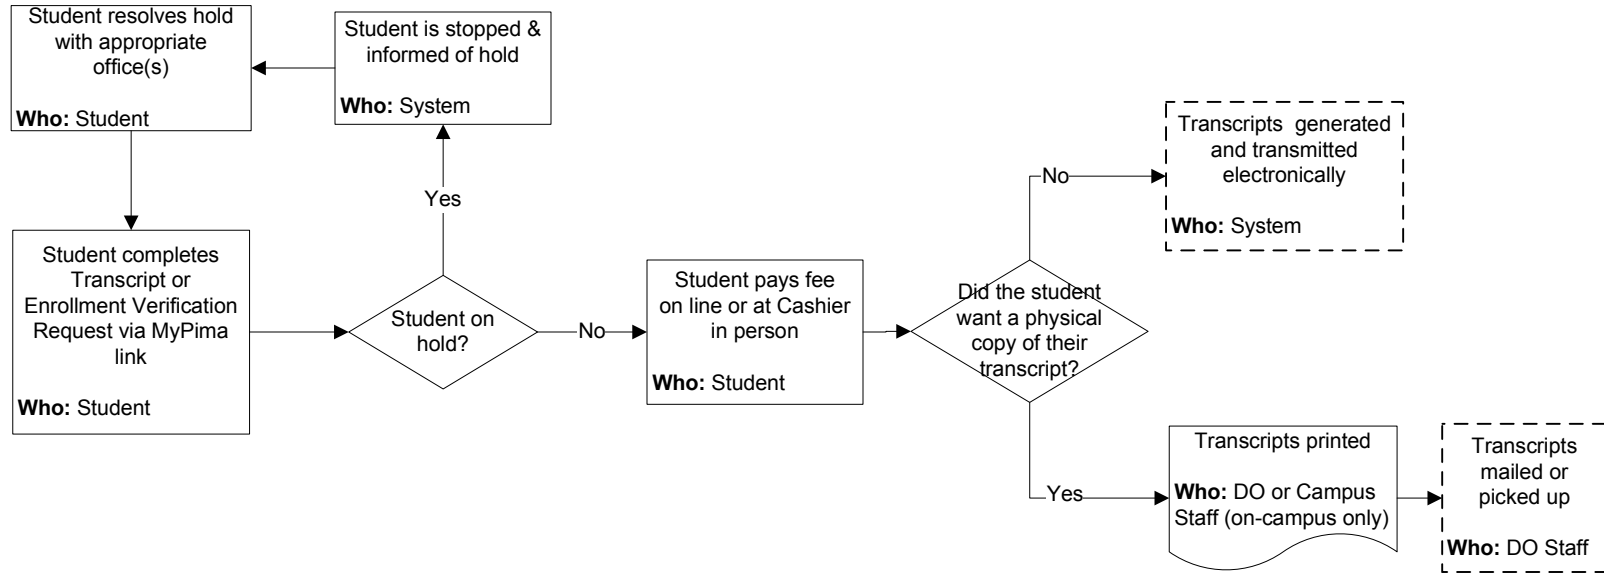 Student resolves hold
with appropriate
office(s)
Who: Student
Student is stopped &
informed of hold
Who: System
Yes
Student completes
Transcript or
Enrollment Verification
Request via MyPima
link
Who: Student
Student on
hold?
No
Student pays fee
on line or at Cashier
in person
Who: Student
Did the student
want a physical
copy of their
transcript?
No
Transcripts generated
and transmitted
electronically
Who: System
Yes
Transcripts printed
Who: DO or Campus
Staff (on-campus only)
Transcripts
mailed or
picked up
Who: DO Staff